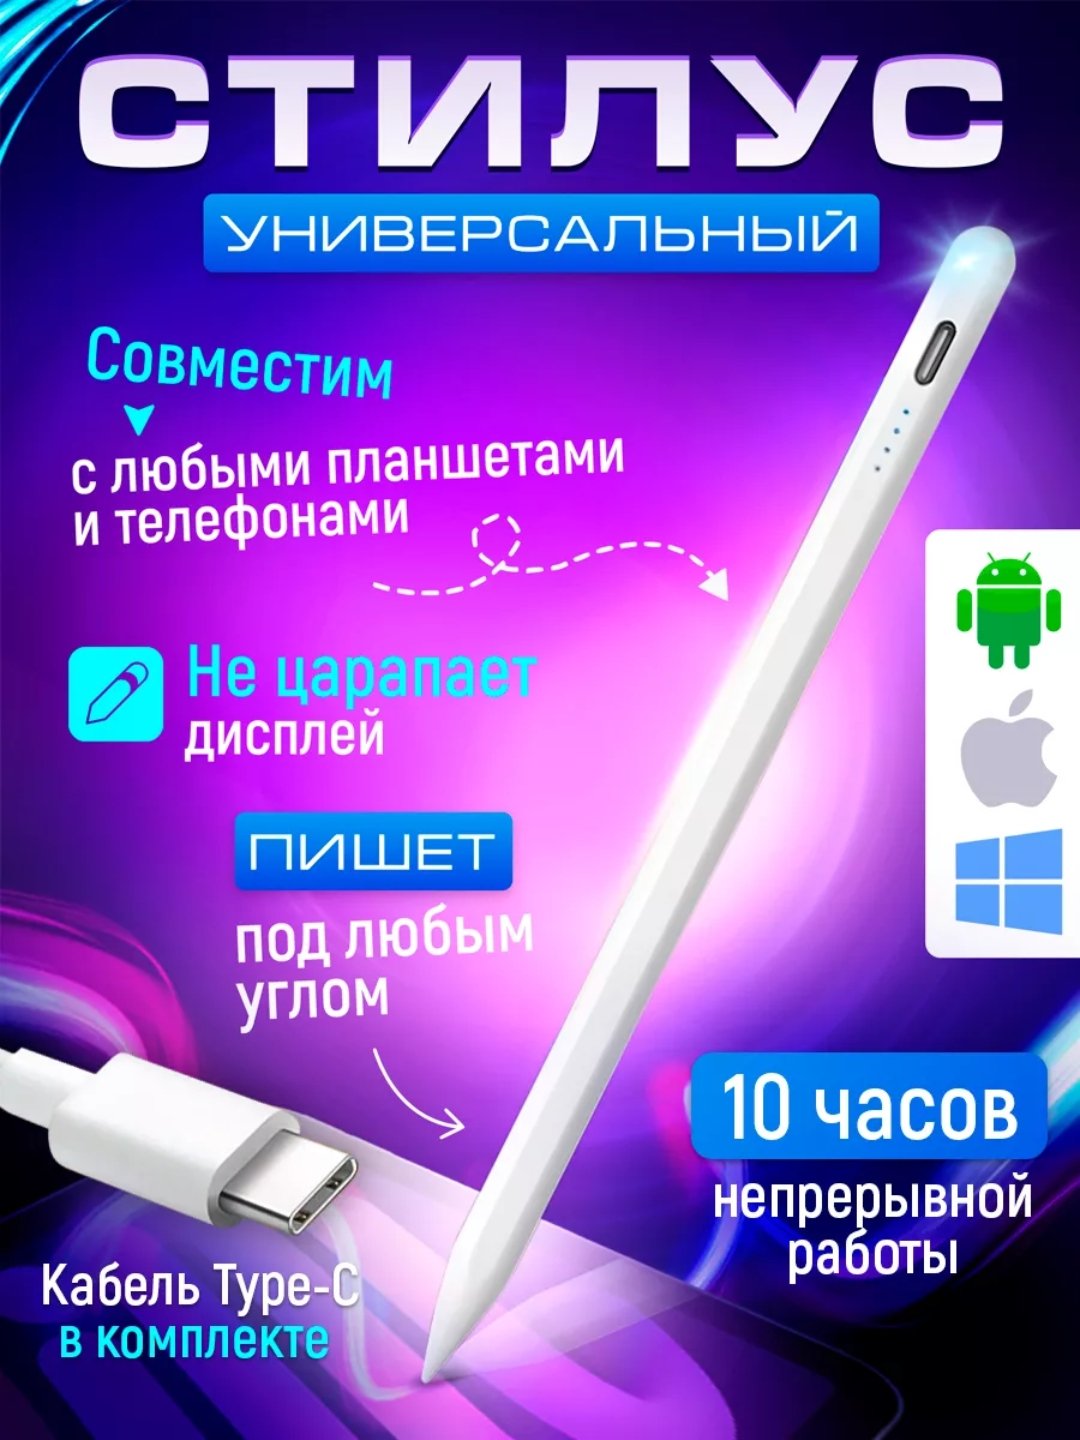 СТИЛУС
УНИВЕРСАЛЬНЫЙ
Совместим
с любыми планшетами
и телефонами
Не царапает
дисплей
ПИШЕТ
под любым
углом
10 часов
непрерывной
работы
Кабель Type-C
в комплекте